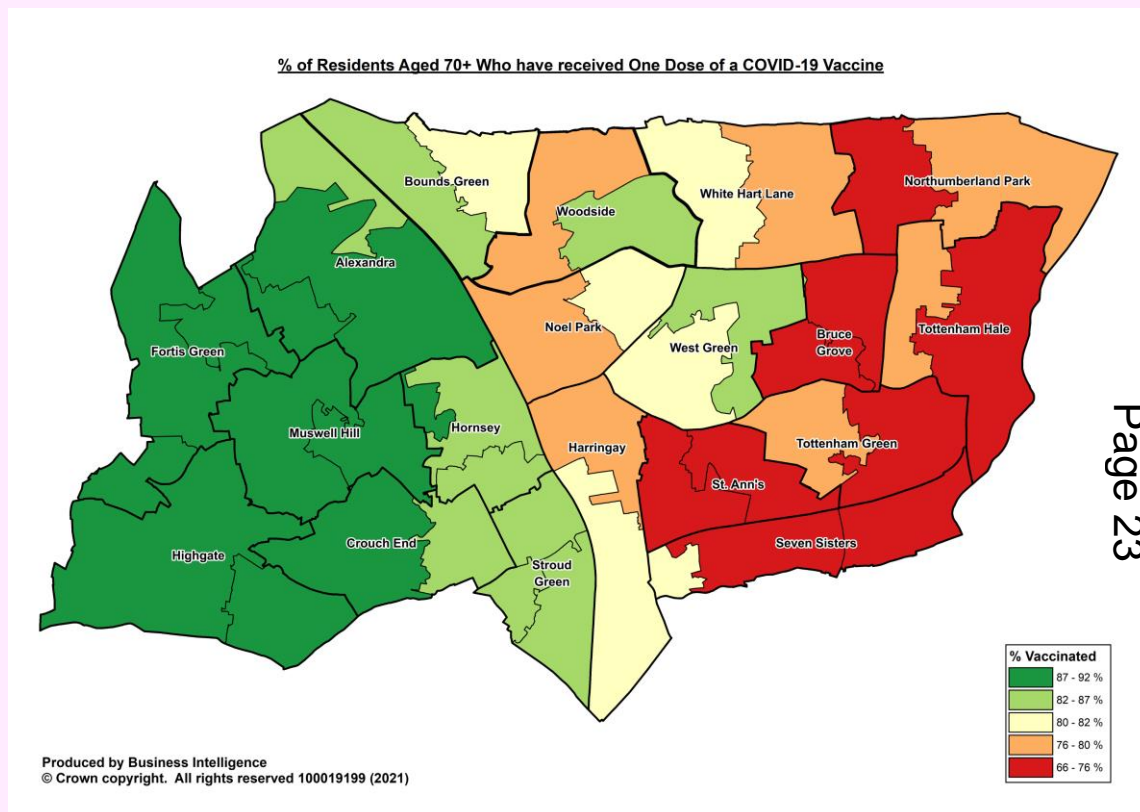 % of Residents Aged 70+ Who have received One Dose of a COVID-19 Vaccine
Bounds Green
Woodside
White Hart Lane
Northumberland Park
Alexandra
Noel Park
West Green
Bruce
Grove
Tottenham Hale
Fortis Green
Muswell Hill
Hornsey
Harringay
Tottenham Green
St. Ann's
Highgate
Crouch End
Stroud
Green
Seven Sisters
Page 23
% Vaccinated
87 - 92 %
82 - 87 %
80 - 82 %
76 - 80 %
66 - 76 %
Produced by Business Intelligence
© Crown copyright. All rights reserved 100019199 (2021)